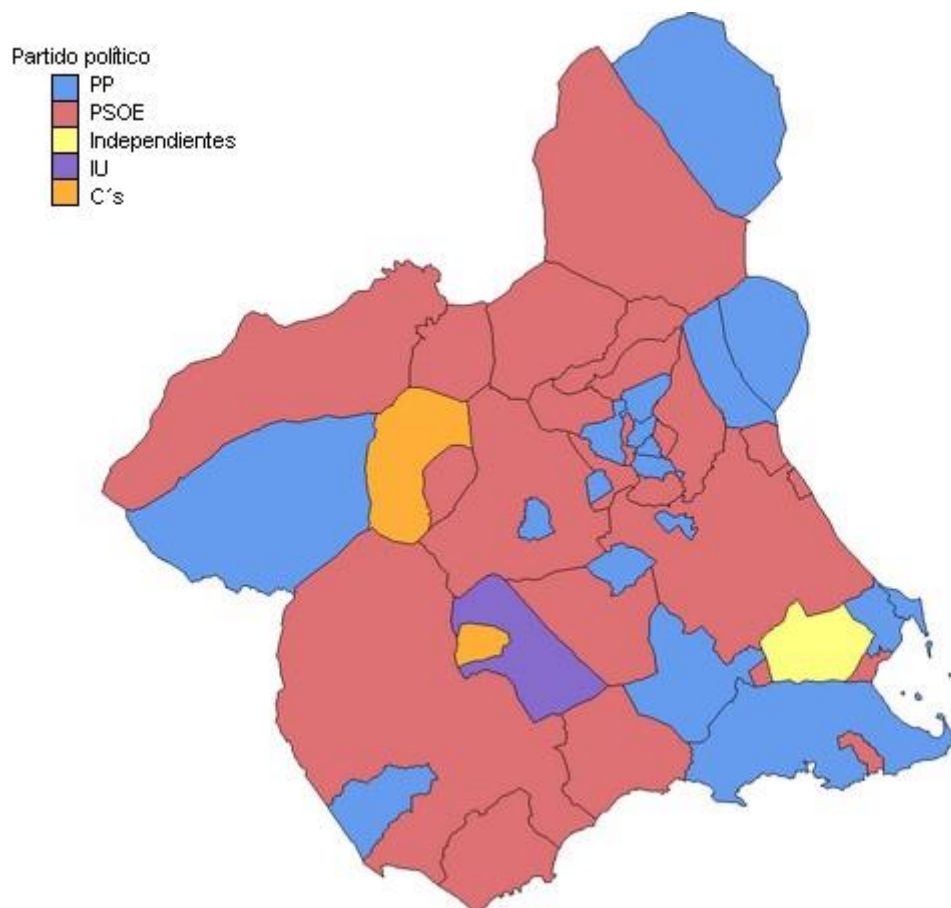 Partido político
PP
PSOE
Independientes
IU
C´s